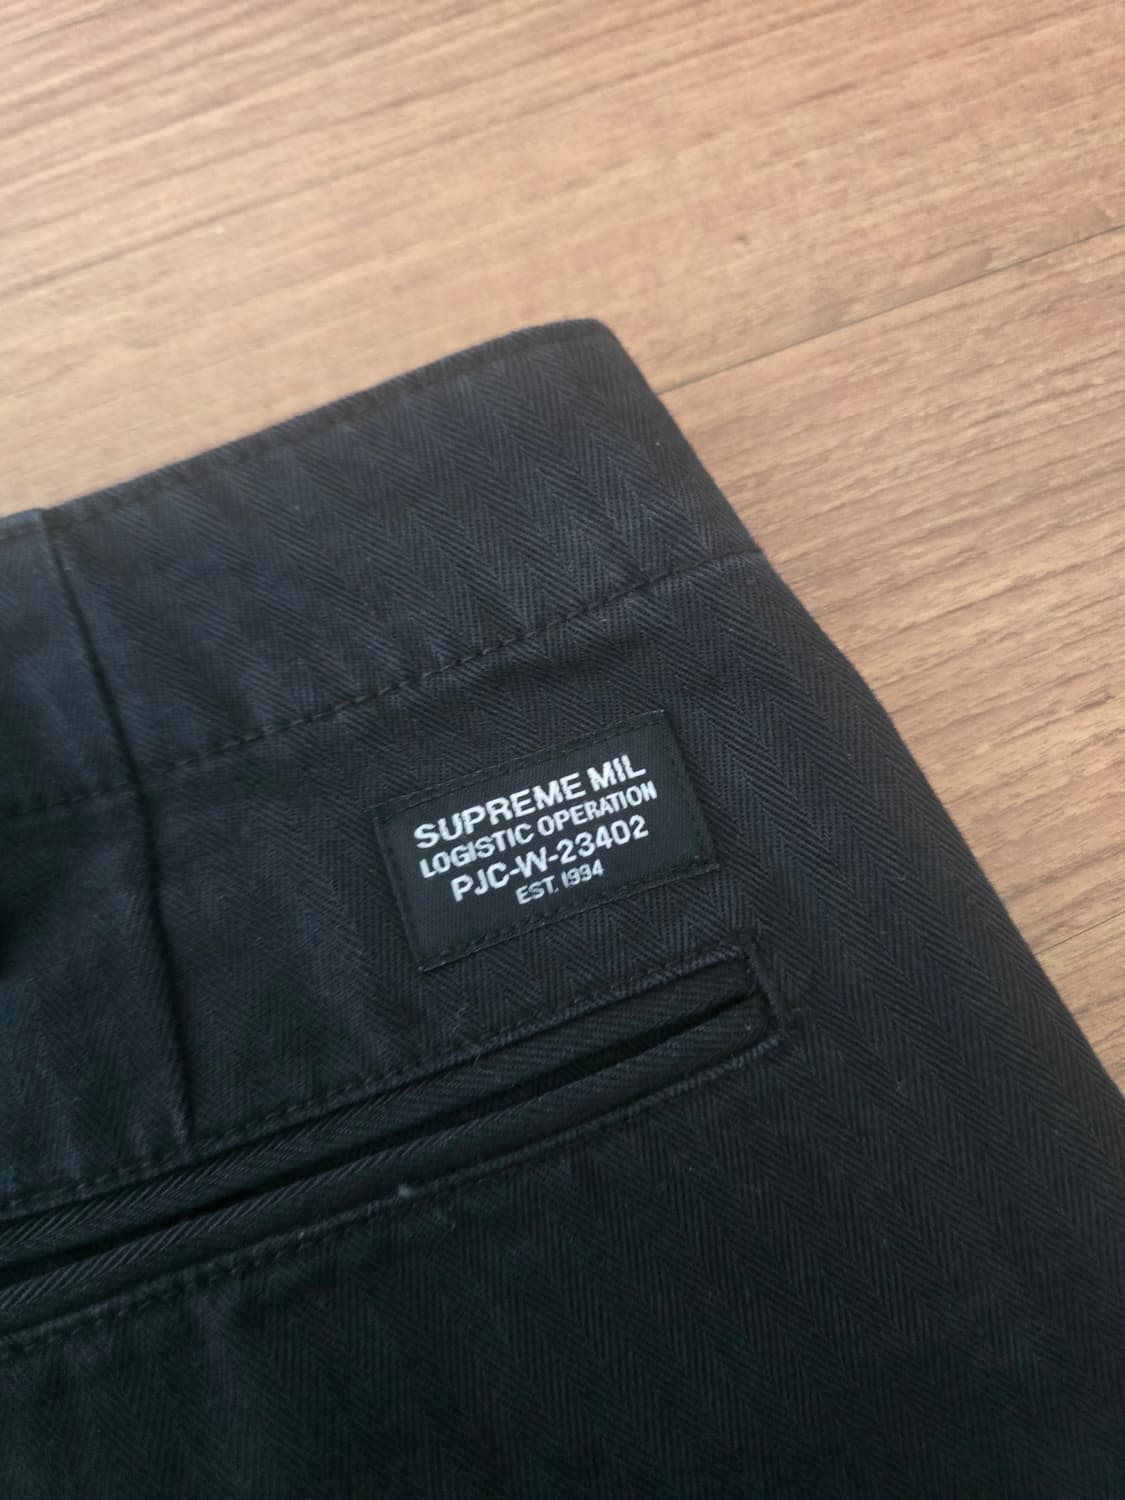 SUPREME MIL
LOGISTIC OPERATION
PJC-W-23402
EST. 1994